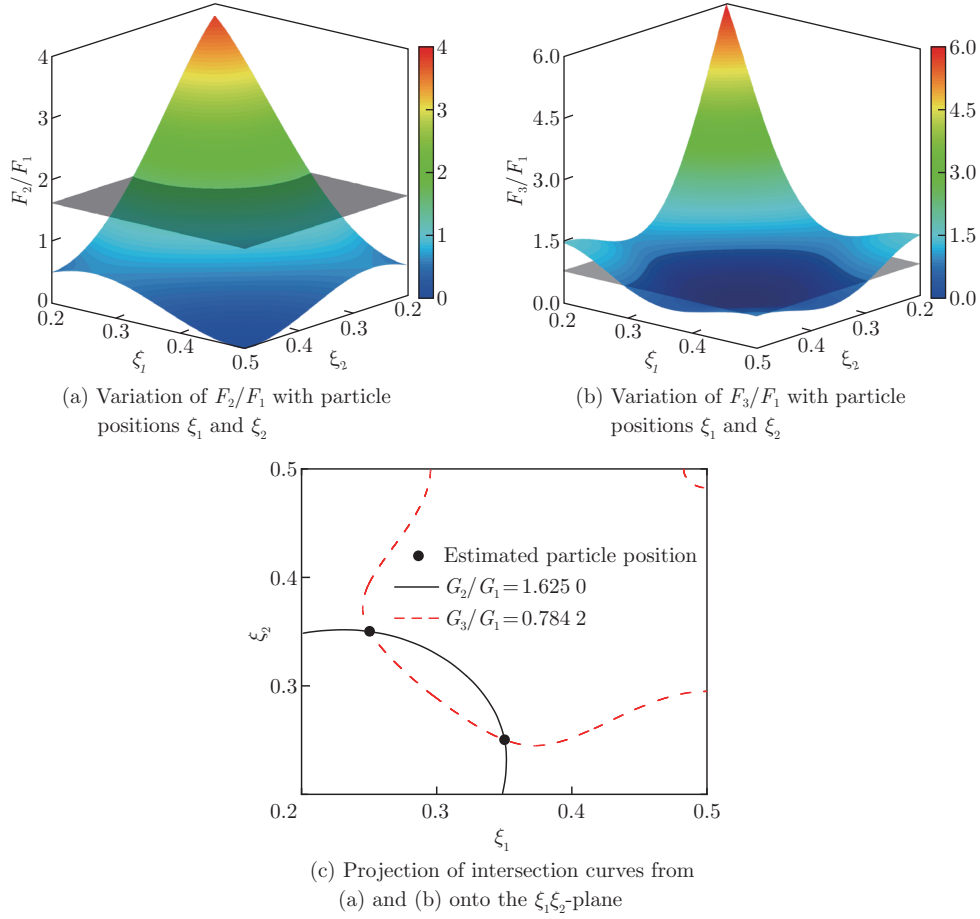 4
3
2
1
0
F2/F1
0.2
0.3
0.4
0.5
0.4
0.3
0.2
ξ1
ξ2
4
3
2
1
0
(a) Variation of F2/F1 with particle
positions ξ1 and ξ2
6.0
4.5
3.0
1.5
0.0
F3/F1
0.2
0.3
0.4
0.5
0.4
0.3
0.2
ξ1
ξ2
6.0
4.5
3.0
1.5
0.0
(b) Variation of F3/F1 with particle
positions ξ1 and ξ2
0.5
0.4
0.3
0.2
ξ2
Estimated particle position
G2/G1=1.625 0
G3/G1=0.784 2
0.3
0.4
0.5
ξ1
(c) Projection of intersection curves from
(a) and (b) onto the ξ1ξ2-plane